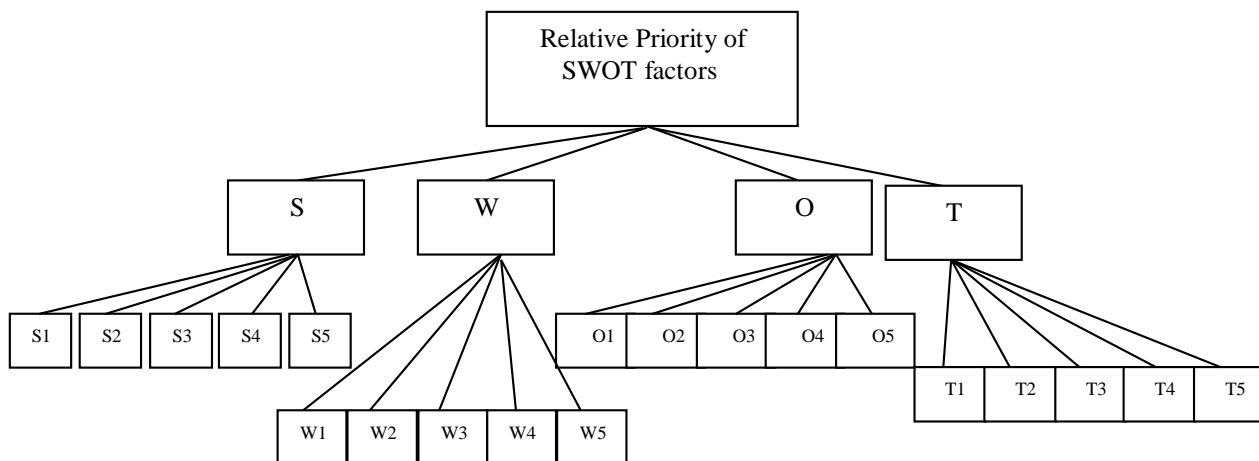 Relative Priority of
SWOT factors
S
W
O
T
S1 S2 S3 S4 S5
O1 O2 O3 O4 O5
T1 T2 T3 T4 T5
W1 W2 W3 W4 W5